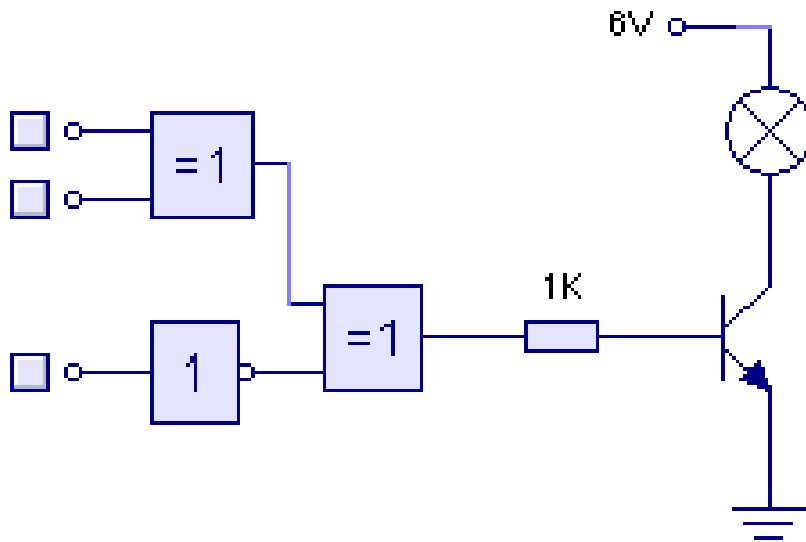 6V
= 1
1K
= 1
1